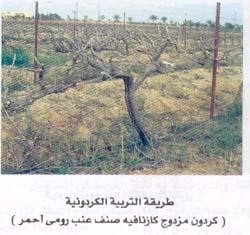 طريقة التربية الكردونية
( كردون مزدوج كازنافيه صنف عنب رومى أحمر )